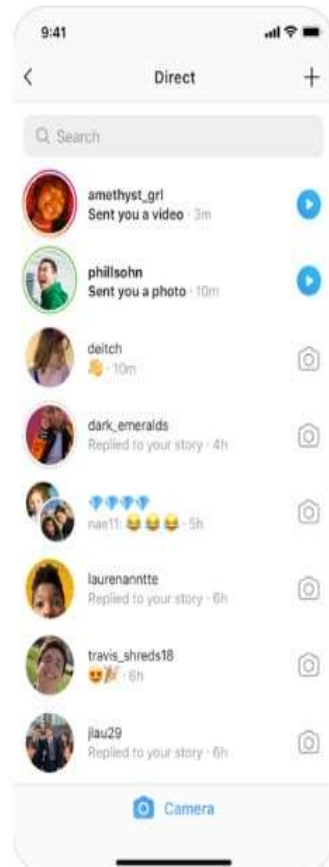 9:41
Direct
Search
amethyst_grl
Sent you a video · 3m
phillsohn
Sent you a photo · 10m
deitch
👏 · 10m
dark_emeralds
Replied to your story · 4h
💎💎💎💎
nae11: 😂😂😂 · 5h
laurenanntte
Replied to your story · 6h
travis_shreds18
😍🎉 · 6h
jlau29
Replied to your story · 6h
Camera